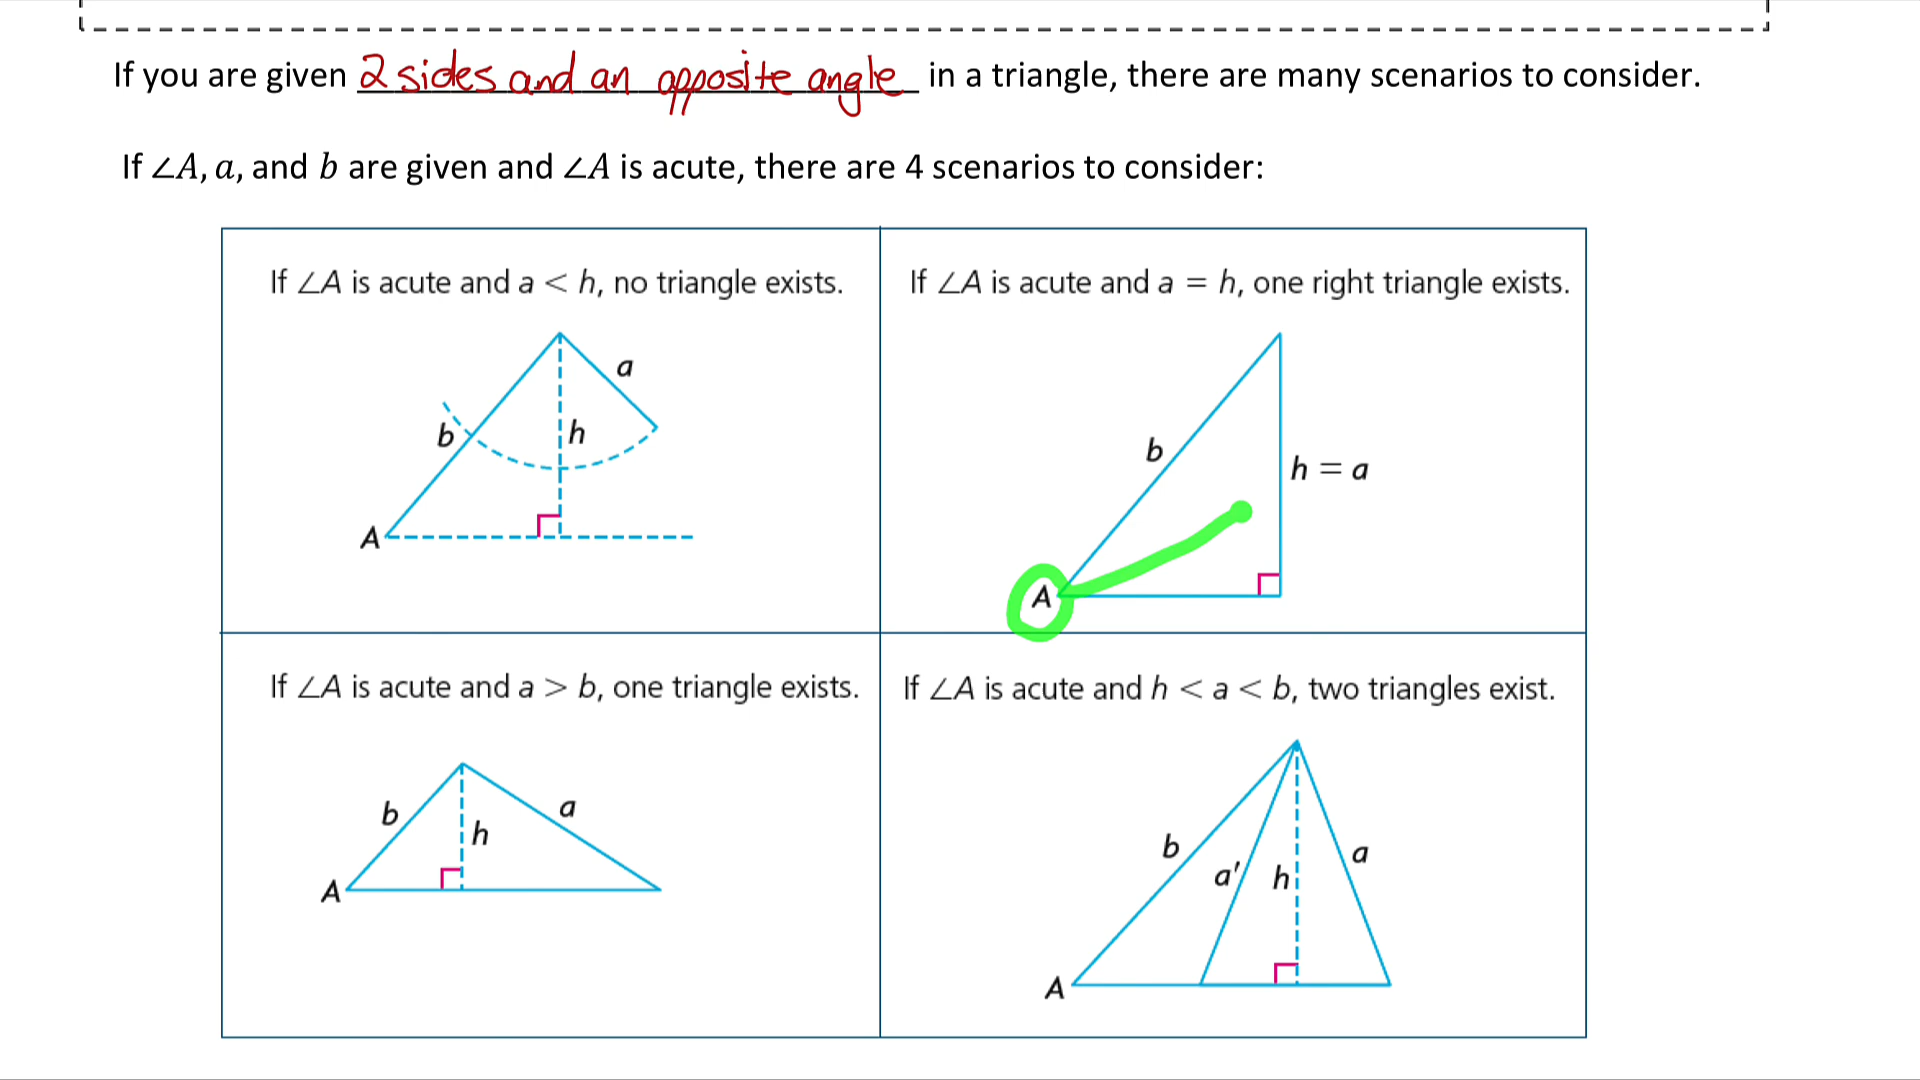 If you are given 2 sides and an opposite angle in a triangle, there are many scenarios to consider.
If ∠A, a, and b are given and ∠A is acute, there are 4 scenarios to consider:
If ∠A is acute and a < h, no triangle exists.
a
b
h
A
If ∠A is acute and a = h, one right triangle exists.
b
h = a
A
If ∠A is acute and a > b, one triangle exists.
b
a
h
A
If ∠A is acute and h < a < b, two triangles exist.
b
a
a'
h
A